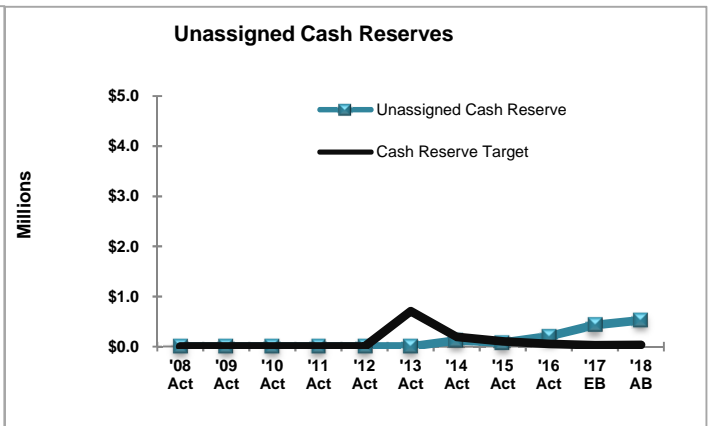 Unassigned Cash Reserves
Millions
$5.0
$4.0
$3.0
$2.0
$1.0
$0.0
Unassigned Cash Reserve
Cash Reserve Target
'08 '09 '10 '11 '12 '13 '14 '15 '16 '17 '18
Act Act Act Act Act Act Act Act Act EB AB